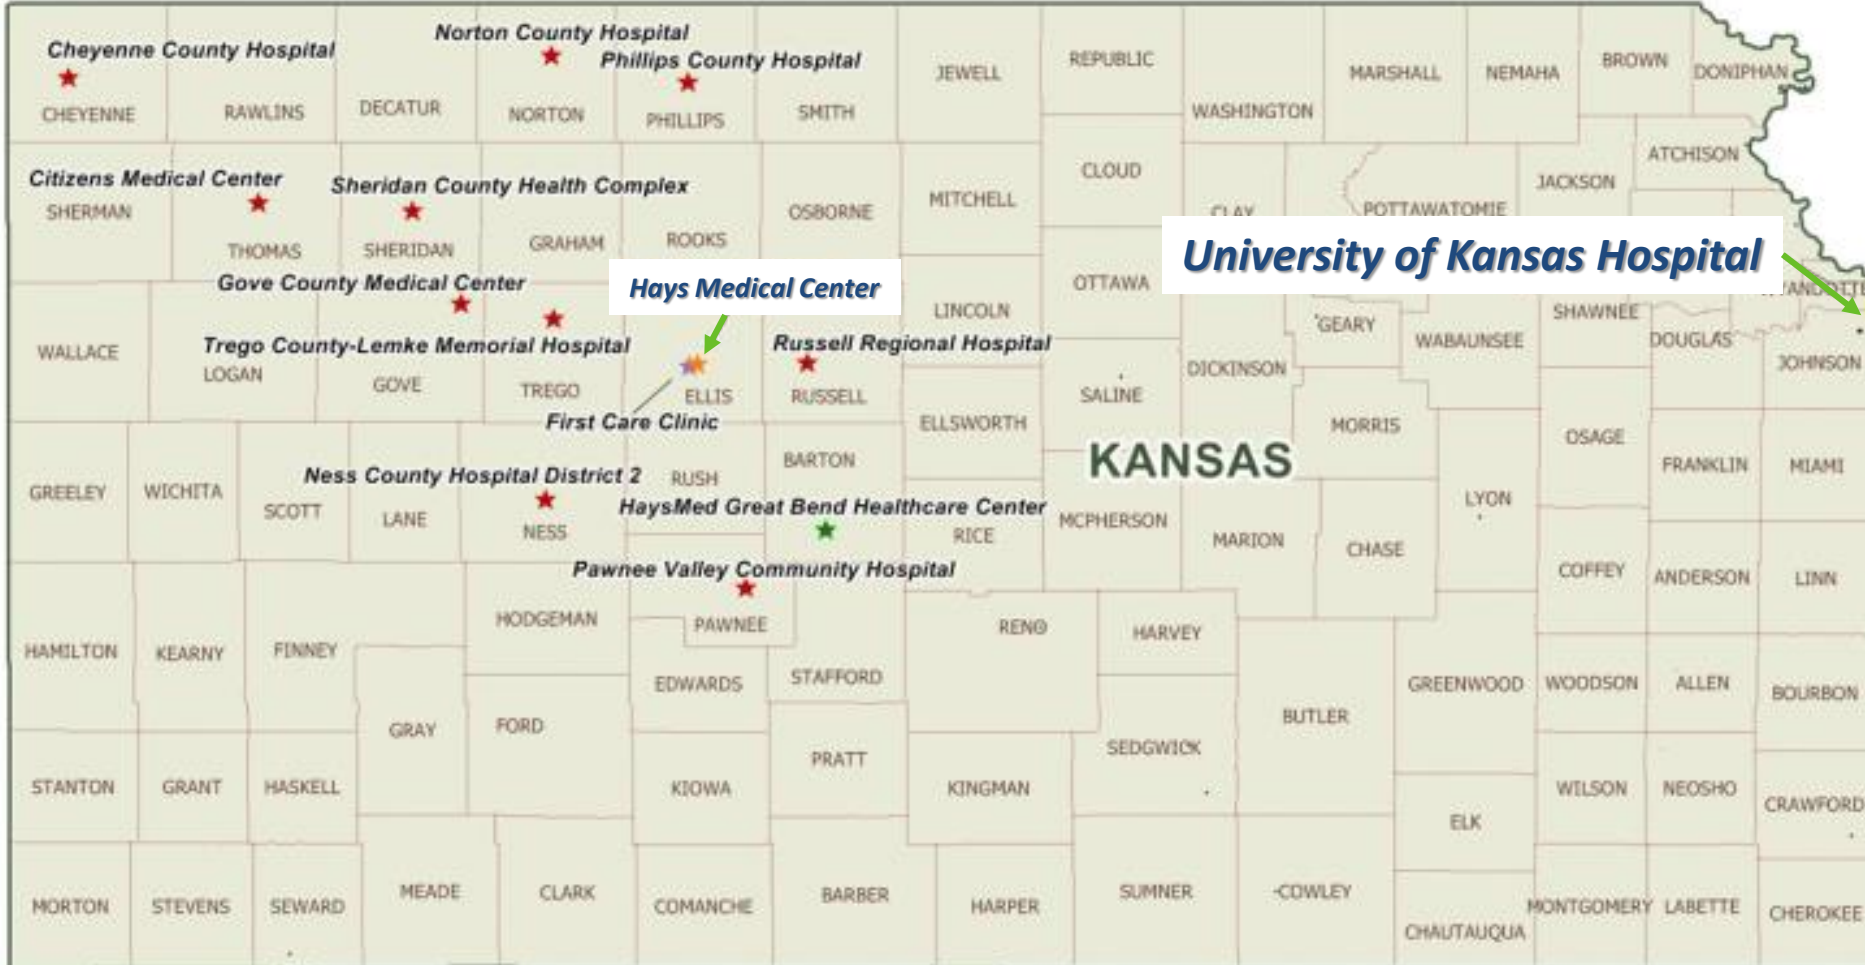 Cheyenne County Hospital
Norton County Hospital
Phillips County Hospital
CHEYENNE
RAWLINS
DECATUR
NORTON
PHILLIPS
SMITH
JEWELL
REPUBLIC
WASHINGTON
MARSHALL
NEMAHA
BROWN
DONIPHAN
Citizens Medical Center
Sheridan County Health Complex
SHERMAN
THOMAS
SHERIDAN
GRAHAM
ROOKS
OSBORNE
MITCHELL
CLOUD
CLAY
POTTAWATOMIE
JACKSON
ATCHISON
University of Kansas Hospital
Gove County Medical Center
Hays Medical Center
LINCOLN
OTTAWA
GEARY
WABAUNSEE
SHAWNEE
DOUGLAS
JOHNSON
WALLACE
Trego County-Lemke Memorial Hospital
LOGAN
GOVE
TREGO
ELLIS
Russell Regional Hospital
RUSSELL
First Care Clinic
ELLSWORTH
SALINE
DICKINSON
MORRIS
OSAGE
FRANKLIN
MIAMI
KANSAS
GREELEY
WICHITA
SCOTT
LANE
Ness County Hospital District 2
NESS
RUSH
BARTON
HaysMed Great Bend Healthcare Center
RICE
MCPHERSON
MARION
CHASE
LYON
COFFEY
ANDERSON
LINN
Pawnee Valley Community Hospital
HAMILTON
KEARNY
FINNEY
HODGEMAN
PAWNEE
EDWARDS
STAFFORD
RENO
HARVEY
BUTLER
GREENWOOD
WOODSON
ALLEN
BOURBON
GRAY
FORD
PRATT
SEDGWICK
STANTON
GRANT
HASKELL
KIOWA
KINGMAN
ELK
WILSON
NEOSHO
CRAWFORD
MORTON
STEVENS
SEWARD
MEADE
CLARK
COMANCHE
BARBER
HARPER
SUMNER
COWLEY
CHAUTAUQUA
MONTGOMERY
LABETTE
CHEROKEE